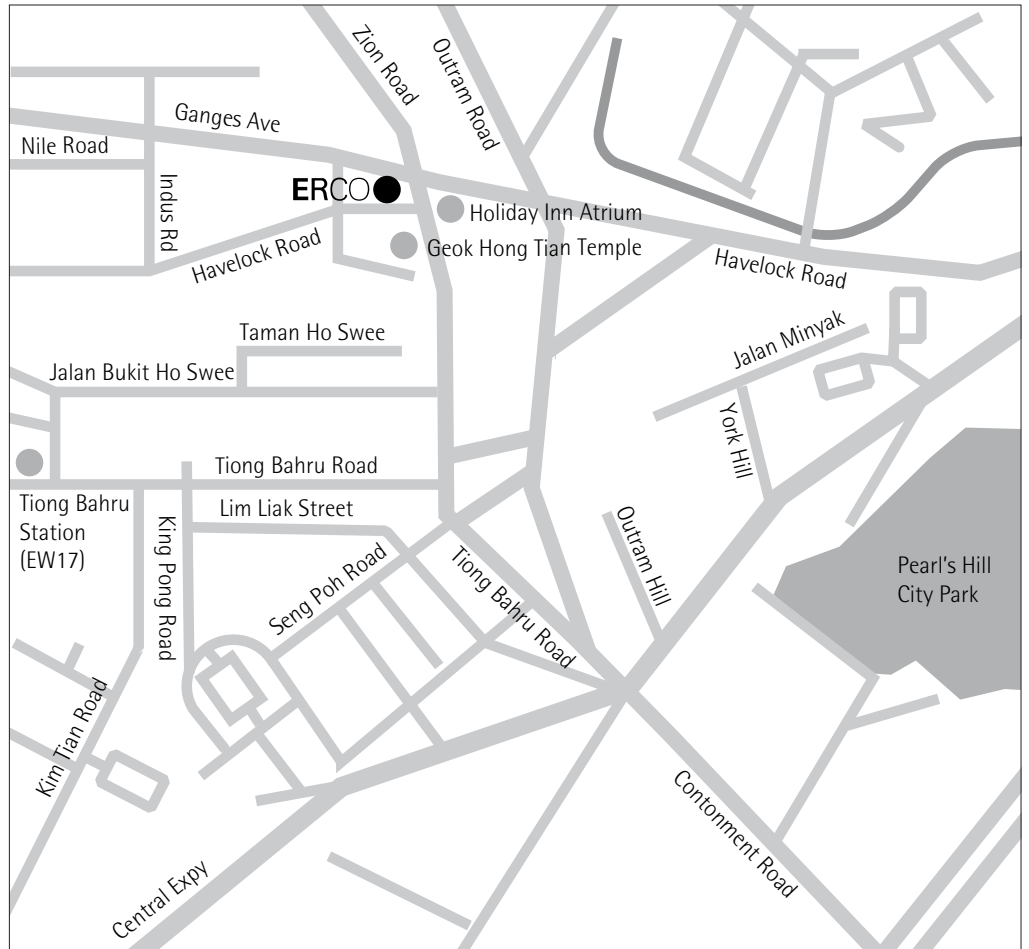 Zion Road
Outram Road
Ganges Ave
Nile Road
Indus Rd
ERCO
Holiday Inn Atrium
Geok Hong Tian Temple
Havelock Road
Havelock Road
Taman Ho Swee
Jalan Minyak
Jalan Bukit Ho Swee
York Hill
Tiong Bahru Road
Tiong Bahru
Station
(EW17)
Lim Liak Street
King Pong Road
Seng Poh Road
Tiong Bahru Road
Outram Hill
Pearl's Hill
City Park
Kim Tian Road
Contonment Road
Central Expy